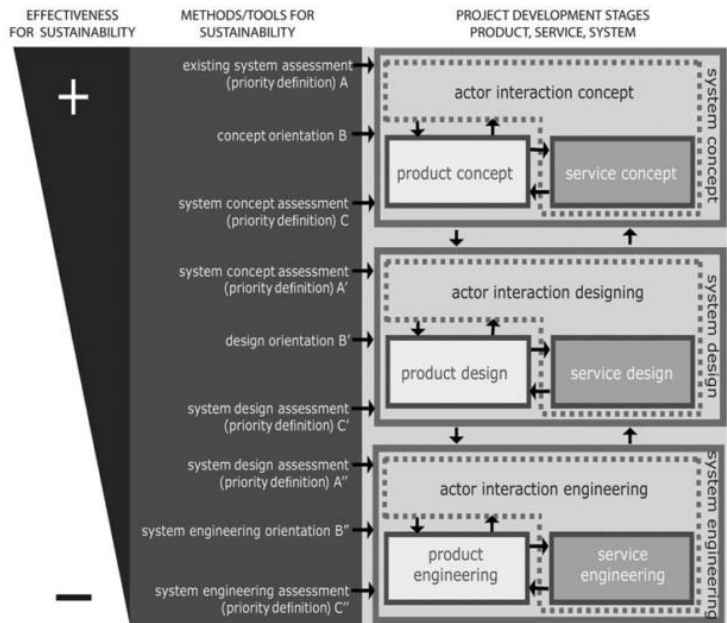 EFFECTIVENESS
FOR SUSTAINABILITY
METHODS/TOOLS FOR
SUSTAINABILITY
PROJECT DEVELOPMENT STAGES
PRODUCT, SERVICE, SYSTEM
+
−
existing system assessment
(priority definition) A
concept orientation B
system concept assessment
(priority definition) C
system concept assessment
(priority definition) A'
design orientation B'
system design assessment
(priority definition) C'
system design assessment
(priority definition) A"
system engineering orientation B"
system engineering assessment
(priority definition) C"
actor interaction concept
product concept
service concept
system concept
actor interaction designing
product design
service design
system design
actor interaction engineering
product
engineering
service
engineering
system engineering